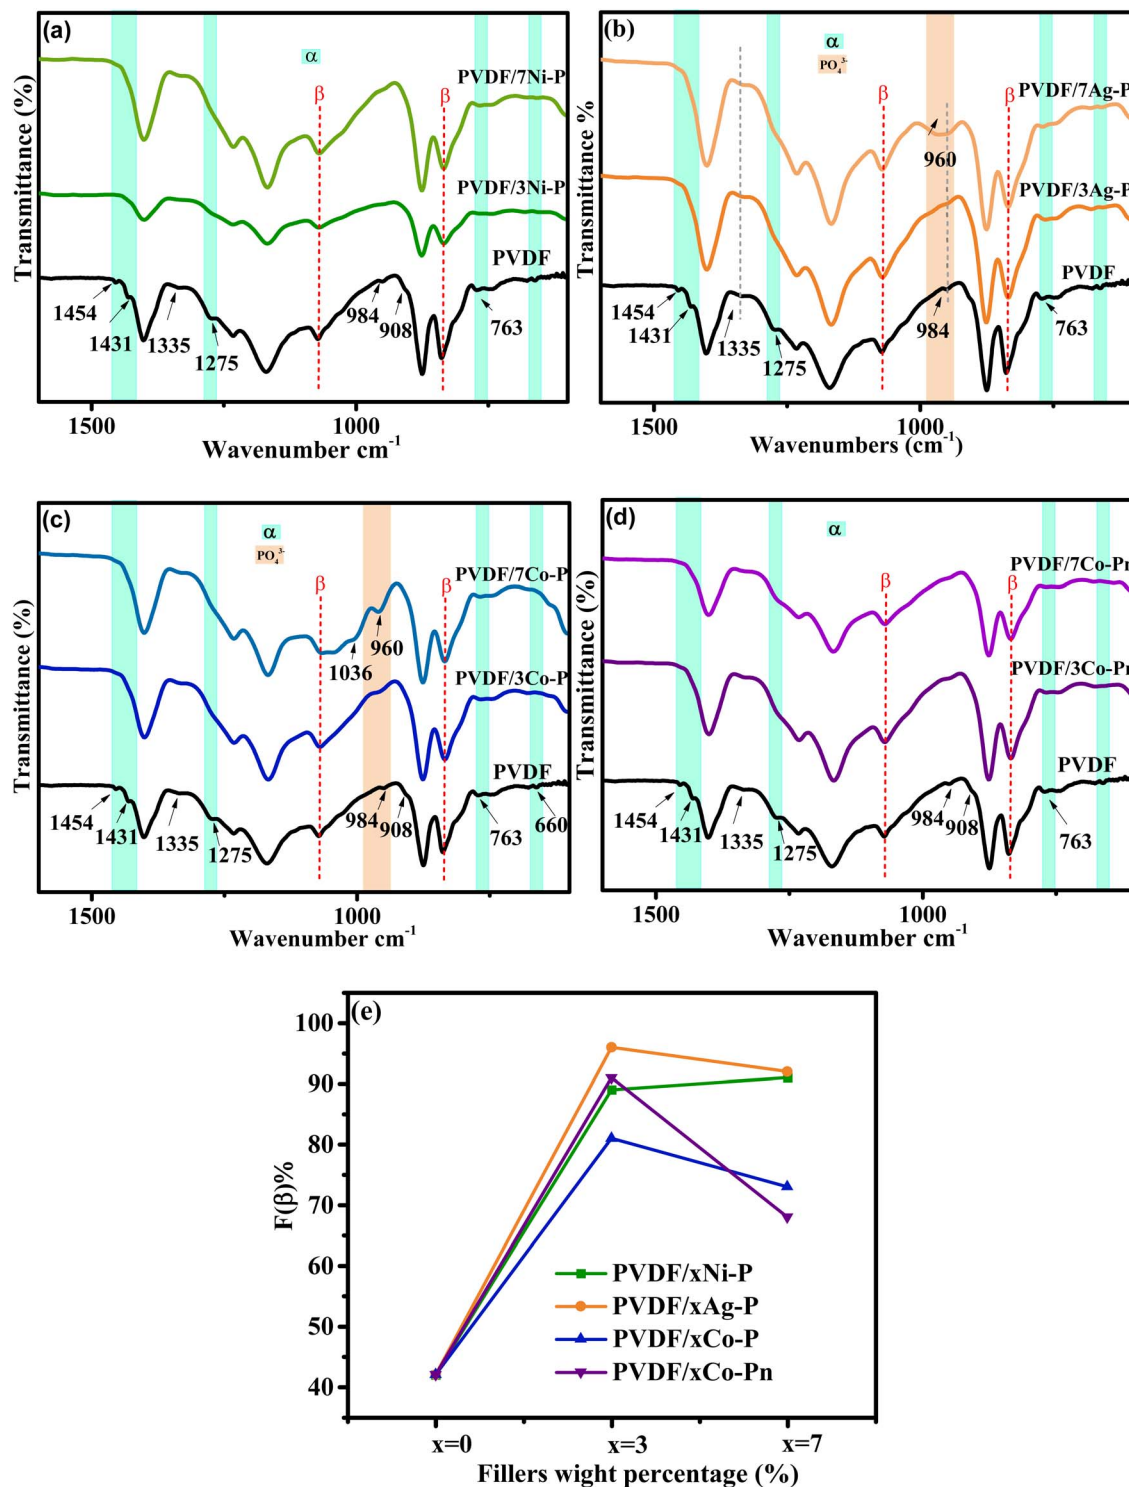 (a)
α
PVDF/7Ni-P
β
β
PVDF/3Ni-P
PVDF
1454
1431
1335
1275
984
908
763
Transmittance (%)
1500
1000
Wavenumber cm⁻¹
(b)
α
PO₄³⁻
PVDF/7Ag-P
β
β
960
PVDF/3Ag-P
PVDF
1454
1431
1335
1275
984
763
Transmittance %
1500
1000
Wavenumbers (cm⁻¹)
(c)
α
PO₄³⁻
PVDF/7Co-P
β
β
960
1036
PVDF/3Co-P
PVDF
1454
1431
1335
1275
984
908
763
660
Transmittance (%)
1500
1000
Wavenumber cm⁻¹
(d)
α
PVDF/7Co-Pn
β
β
PVDF/3Co-Pn
PVDF
1454
1431
1335
1275
984
908
763
Transmittance (%)
1500
1000
Wavenumber cm⁻¹
(e)
100
90
80
70
60
50
40
F(β)%
PVDF/xNi-P
PVDF/xAg-P
PVDF/xCo-P
PVDF/xCo-Pn
x=0
x=3
x=7
Fillers wight percentage (%)